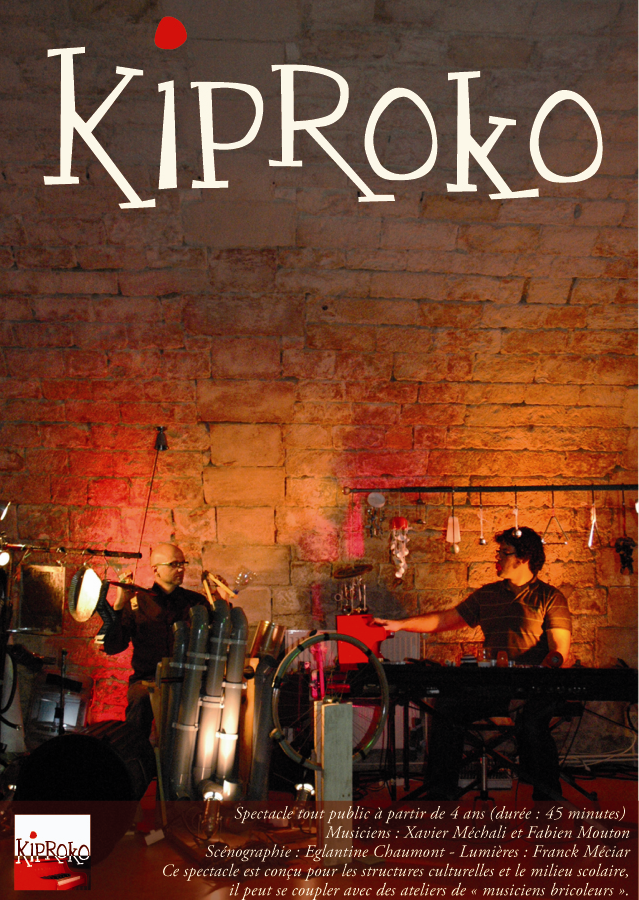 KiPRoKo
Spectacle tout public à partir de 4 ans (durée : 45 minutes)
Musiciens : Xavier Méchali et Fabien Mouton
Scénographie : Eglantine Chaumont - Lumières : Franck Méciar
Ce spectacle est conçu pour les structures culturelles et le milieu scolaire,
il peut se coupler avec des ateliers de « musiciens bricoleurs ».
KiPRoKo